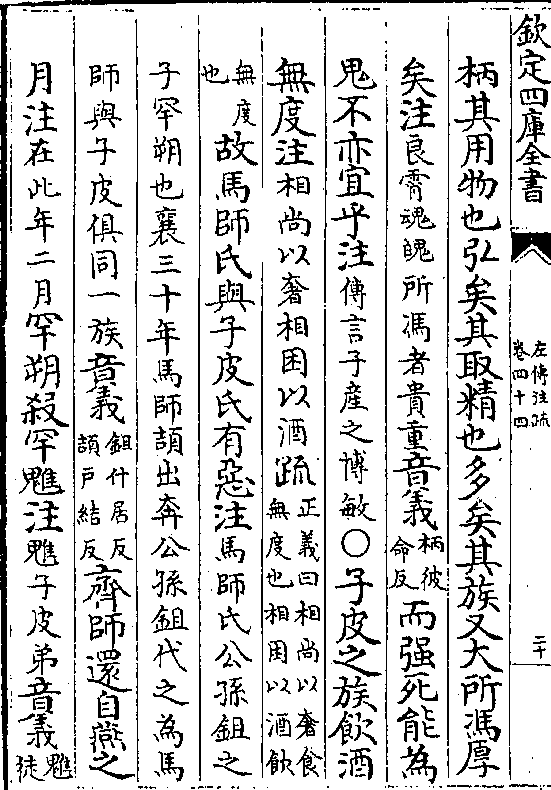 欽定四庫全書
左傳注疏
卷四十四
二十
柄其用物也弘矣其取精也多矣其族又大所馮厚
矣注良霄魂魄所馮者貴重音義柄彼命反而强死能為
鬼不亦宜乎注傳言子產之博敏○子皮之族飲酒
無度注相尚以奢相困以酒疏正義曰相尚以奢食無度也相困以酒飲
無度也故馬師氏與子皮氏有惡注馬師氏公孫鉏之
子罕朔也襄三十年馬師頡出奔公孫鉏代之為馬
師與子皮俱同一族音義鉏仕居反頡戶結反齊師還自燕之
月注在此年二月罕朔殺罕魋注魋子皮弟音義魋徒